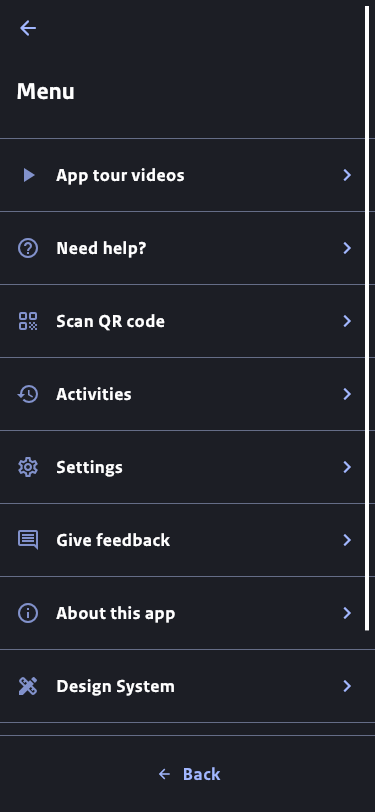 Menu
App tour videos
Need help?
Scan QR code
Activities
Settings
Give feedback
About this app
Design System
Back